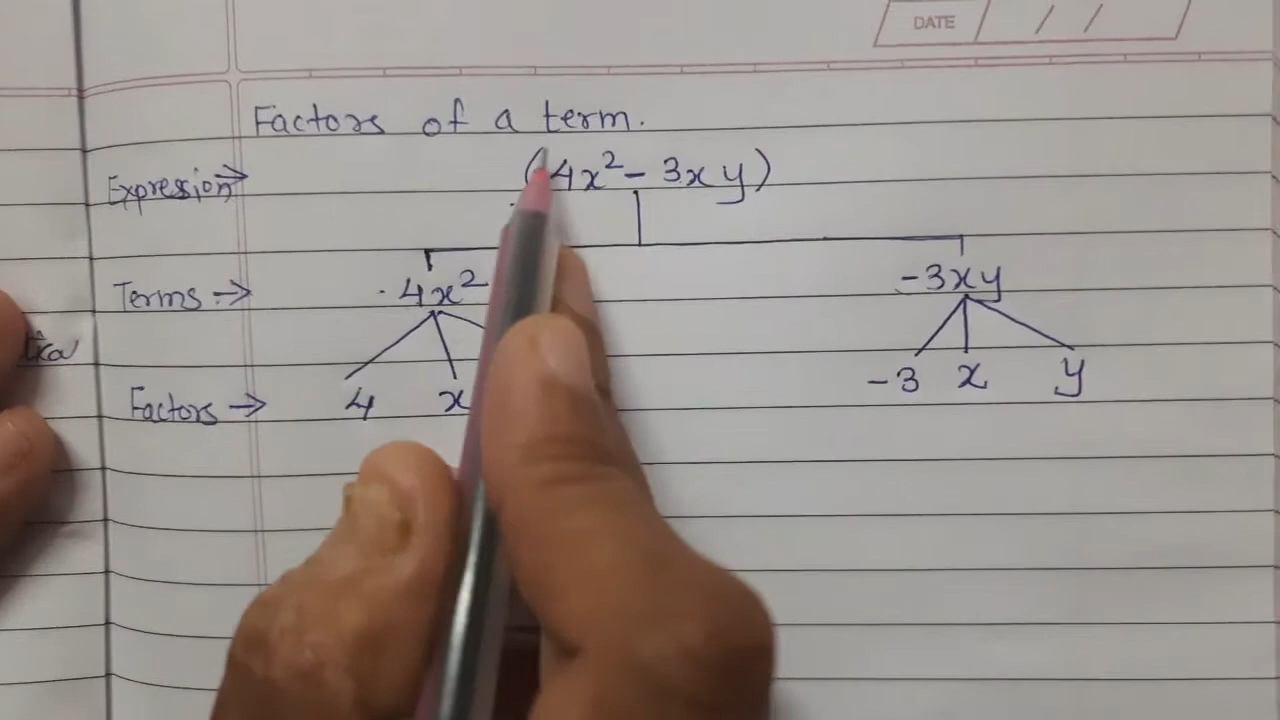 DATE / /
Factors of a term.
Expression → (4x² - 3xy)
Terms → 4x² -3xy
Factors → 4 x -3 x y